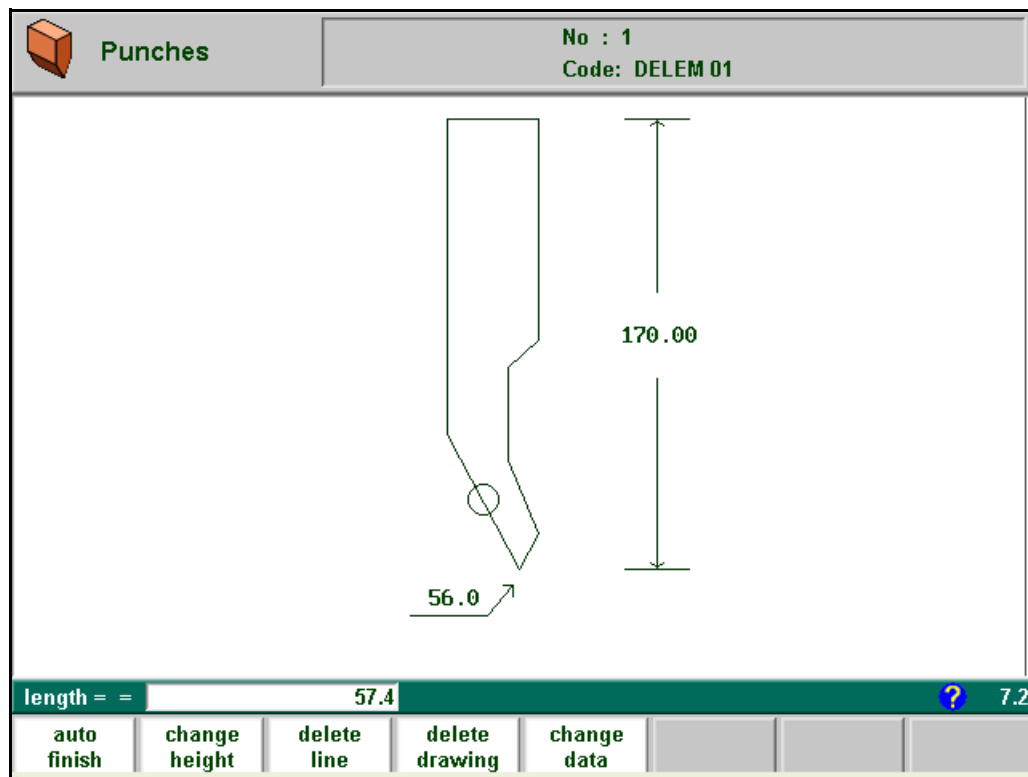 Punches
No : 1
Code: DELEM 01
170.00
56.0
length = =
57.4
?
7.2
auto finish
change height
delete line
delete drawing
change data